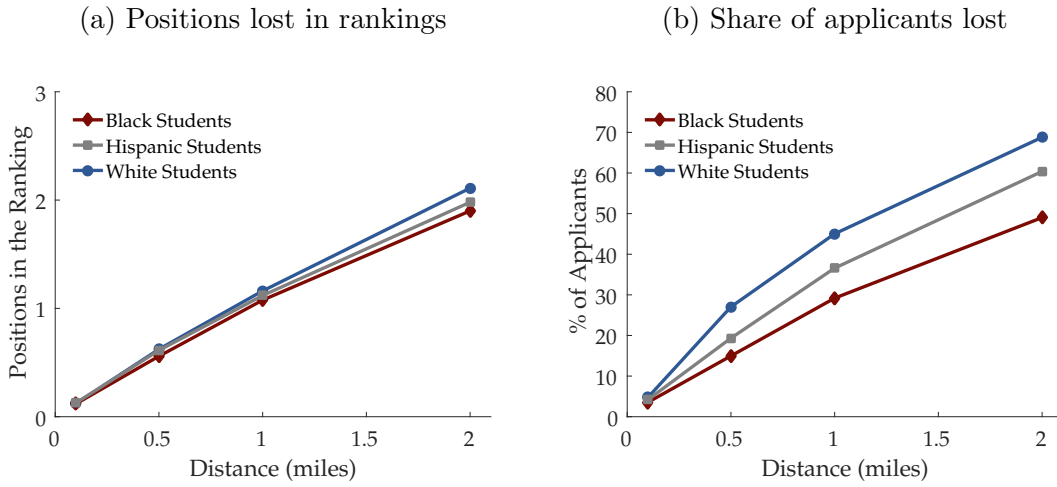 (a) Positions lost in rankings
3
2
1
0
Positions in the Ranking
Black Students
Hispanic Students
White Students
0
0.5
1
1.5
2
Distance (miles)
(b) Share of applicants lost
80
70
60
50
40
30
20
10
0
% of Applicants
Black Students
Hispanic Students
White Students
0
0.5
1
1.5
2
Distance (miles)